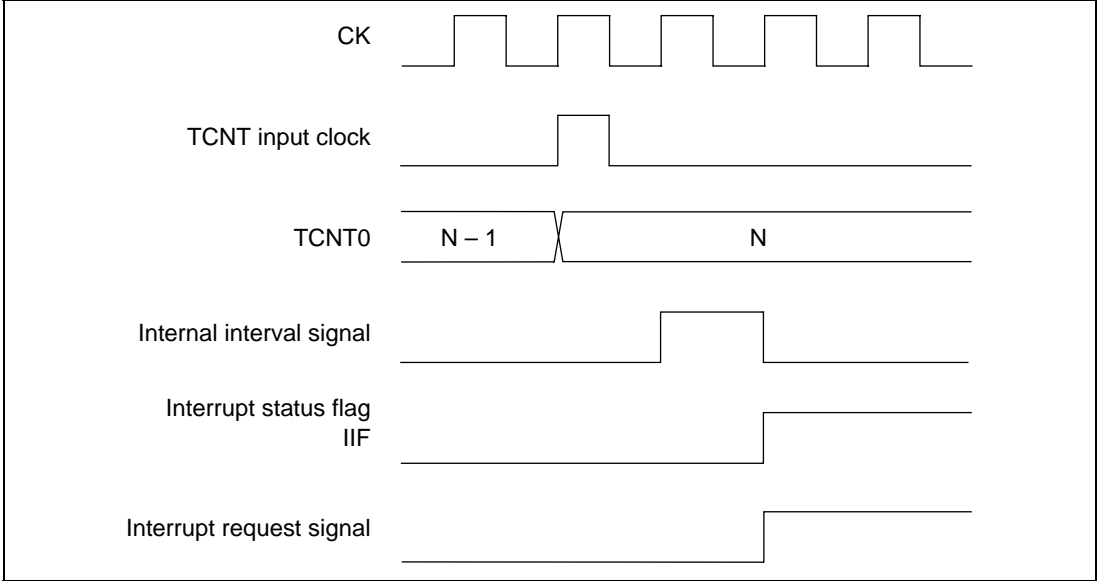 CK
TCNT input clock
TCNT0
N – 1
N
Internal interval signal
Interrupt status flag
IIF
Interrupt request signal